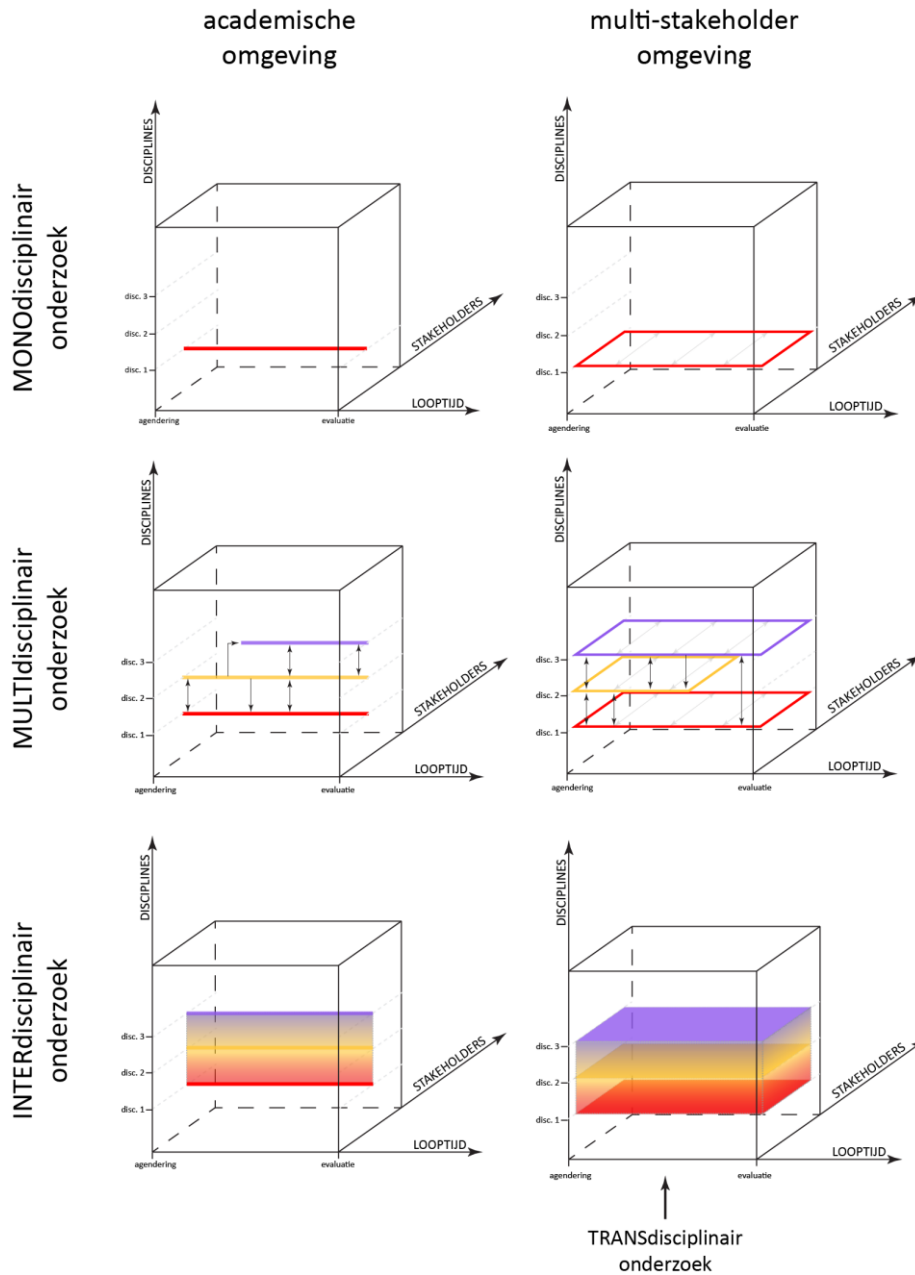 academische
omgeving
multi-stakeholder
omgeving
MONOdisciplinair
onderzoek
DISCIPLINES
disc. 3
disc. 2
disc. 1
STAKEHOLDERS
LOOPTIJD
agendering
evaluatie
DISCIPLINES
disc. 3
disc. 2
disc. 1
STAKEHOLDERS
LOOPTIJD
agendering
evaluatie
MULTIdisciplinair
onderzoek
DISCIPLINES
disc. 3
disc. 2
disc. 1
STAKEHOLDERS
LOOPTIJD
agendering
evaluatie
DISCIPLINES
disc. 3
disc. 2
disc. 1
STAKEHOLDERS
LOOPTIJD
agendering
evaluatie
INTERdisciplinair
onderzoek
DISCIPLINES
disc. 3
disc. 2
disc. 1
STAKEHOLDERS
LOOPTIJD
agendering
evaluatie
DISCIPLINES
disc. 3
disc. 2
disc. 1
STAKEHOLDERS
LOOPTIJD
agendering
evaluatie
TRANSdisciplinair
onderzoek